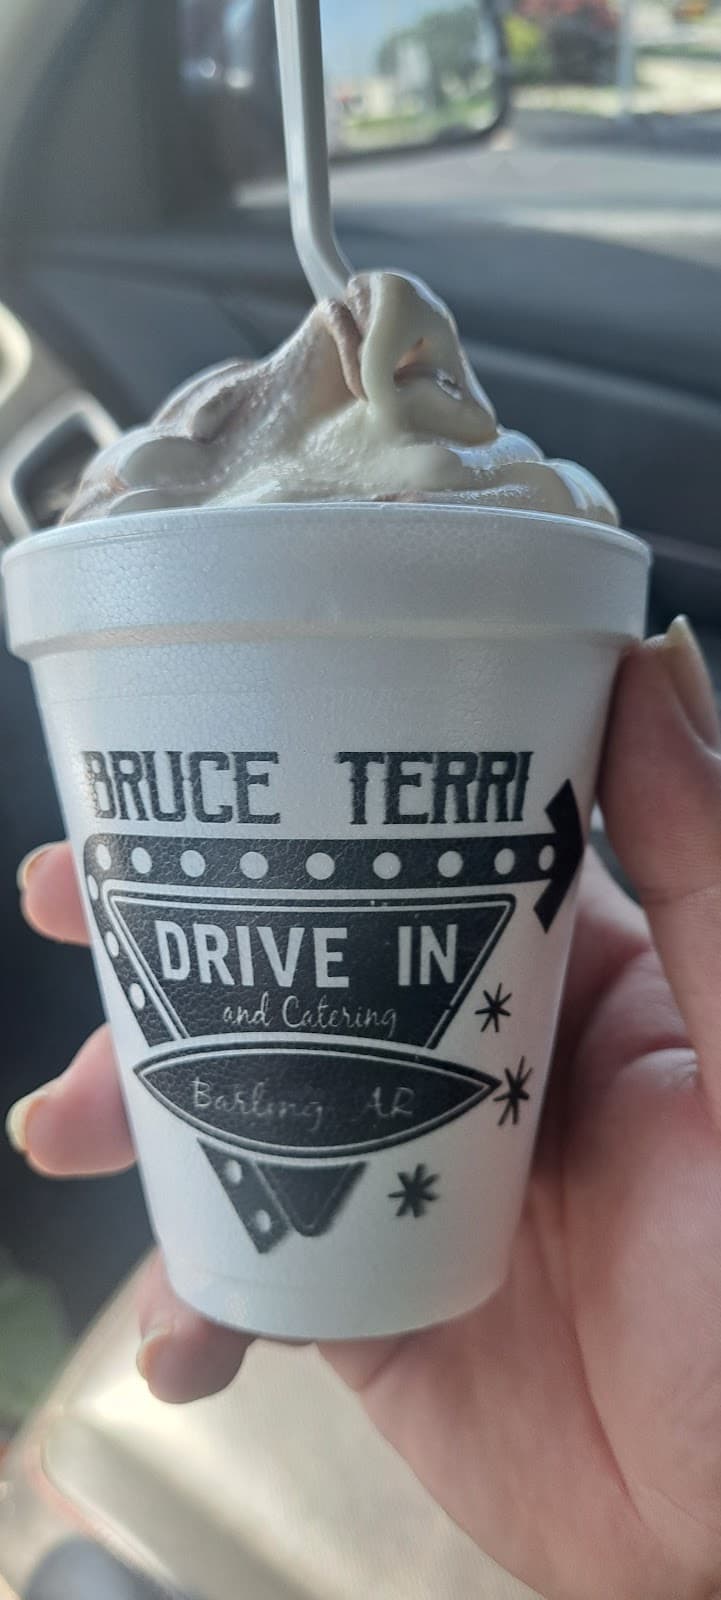 BRUCE TERRI
DRIVE IN
and Catering
Barling AR